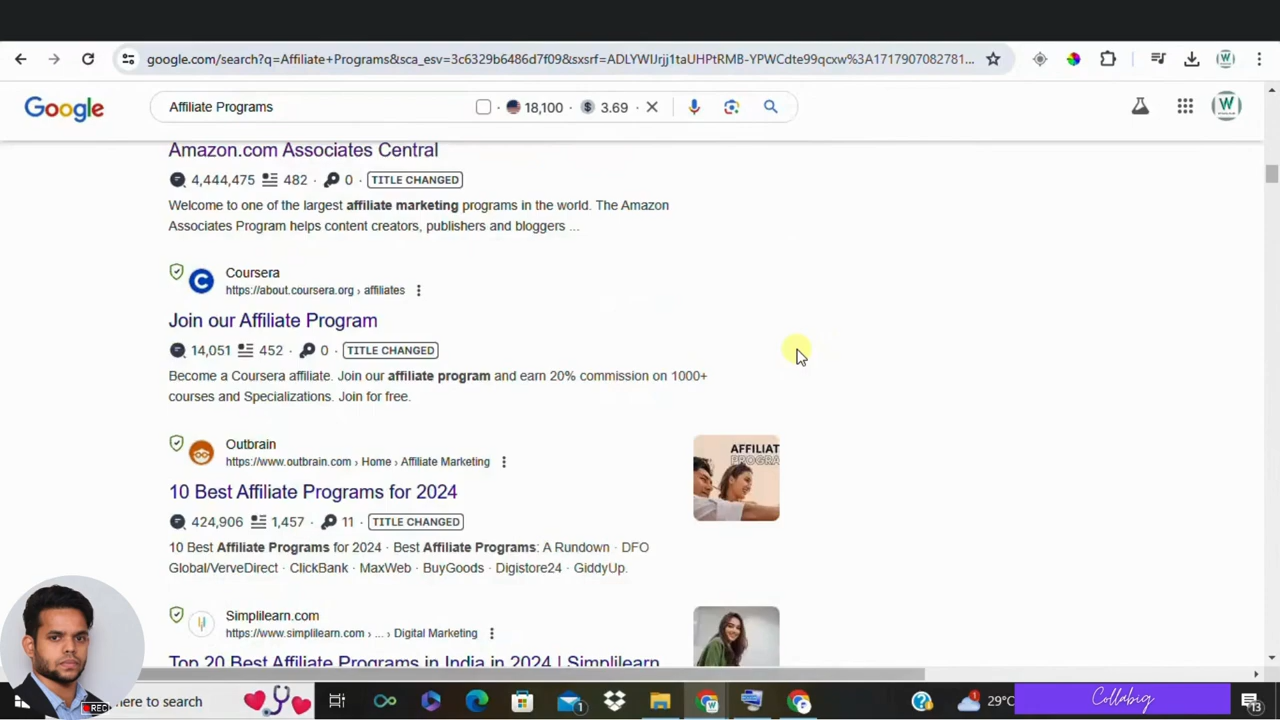 google.com/search?q=Affiliate+Programs&sca_esv=3c6329b6486d7f09&sxsrf=ADLYWIJrjj1taUHPtRMB-YPWCdte99qcxw%3A1717907082781...
Google
Affiliate Programs
18,100 · $ 3.69 ·
W
Amazon.com Associates Central
4,444,475 482 · 0 · TITLE CHANGED
Welcome to one of the largest affiliate marketing programs in the world. The Amazon
Associates Program helps content creators, publishers and bloggers ...
Coursera
https://about.coursera.org › affiliates
Join our Affiliate Program
14,051 452 · 0 · TITLE CHANGED
Become a Coursera affiliate. Join our affiliate program and earn 20% commission on 1000+
courses and Specializations. Join for free.
Outbrain
https://www.outbrain.com › Home › Affiliate Marketing
AFFILIAT
PROGRA
10 Best Affiliate Programs for 2024
424,906 1,457 · 11 · TITLE CHANGED
10 Best Affiliate Programs for 2024 · Best Affiliate Programs: A Rundown · DFO
Global/VerveDirect · ClickBank · MaxWeb · BuyGoods · Digistore24 · GiddyUp.
Simplilearn.com
https://www.simplilearn.com › ... › Digital Marketing
Top 20 Best Affiliate Programs in India in 2024 | Simplilearn
REC
here to search
1
1
29°C
Collabig
13